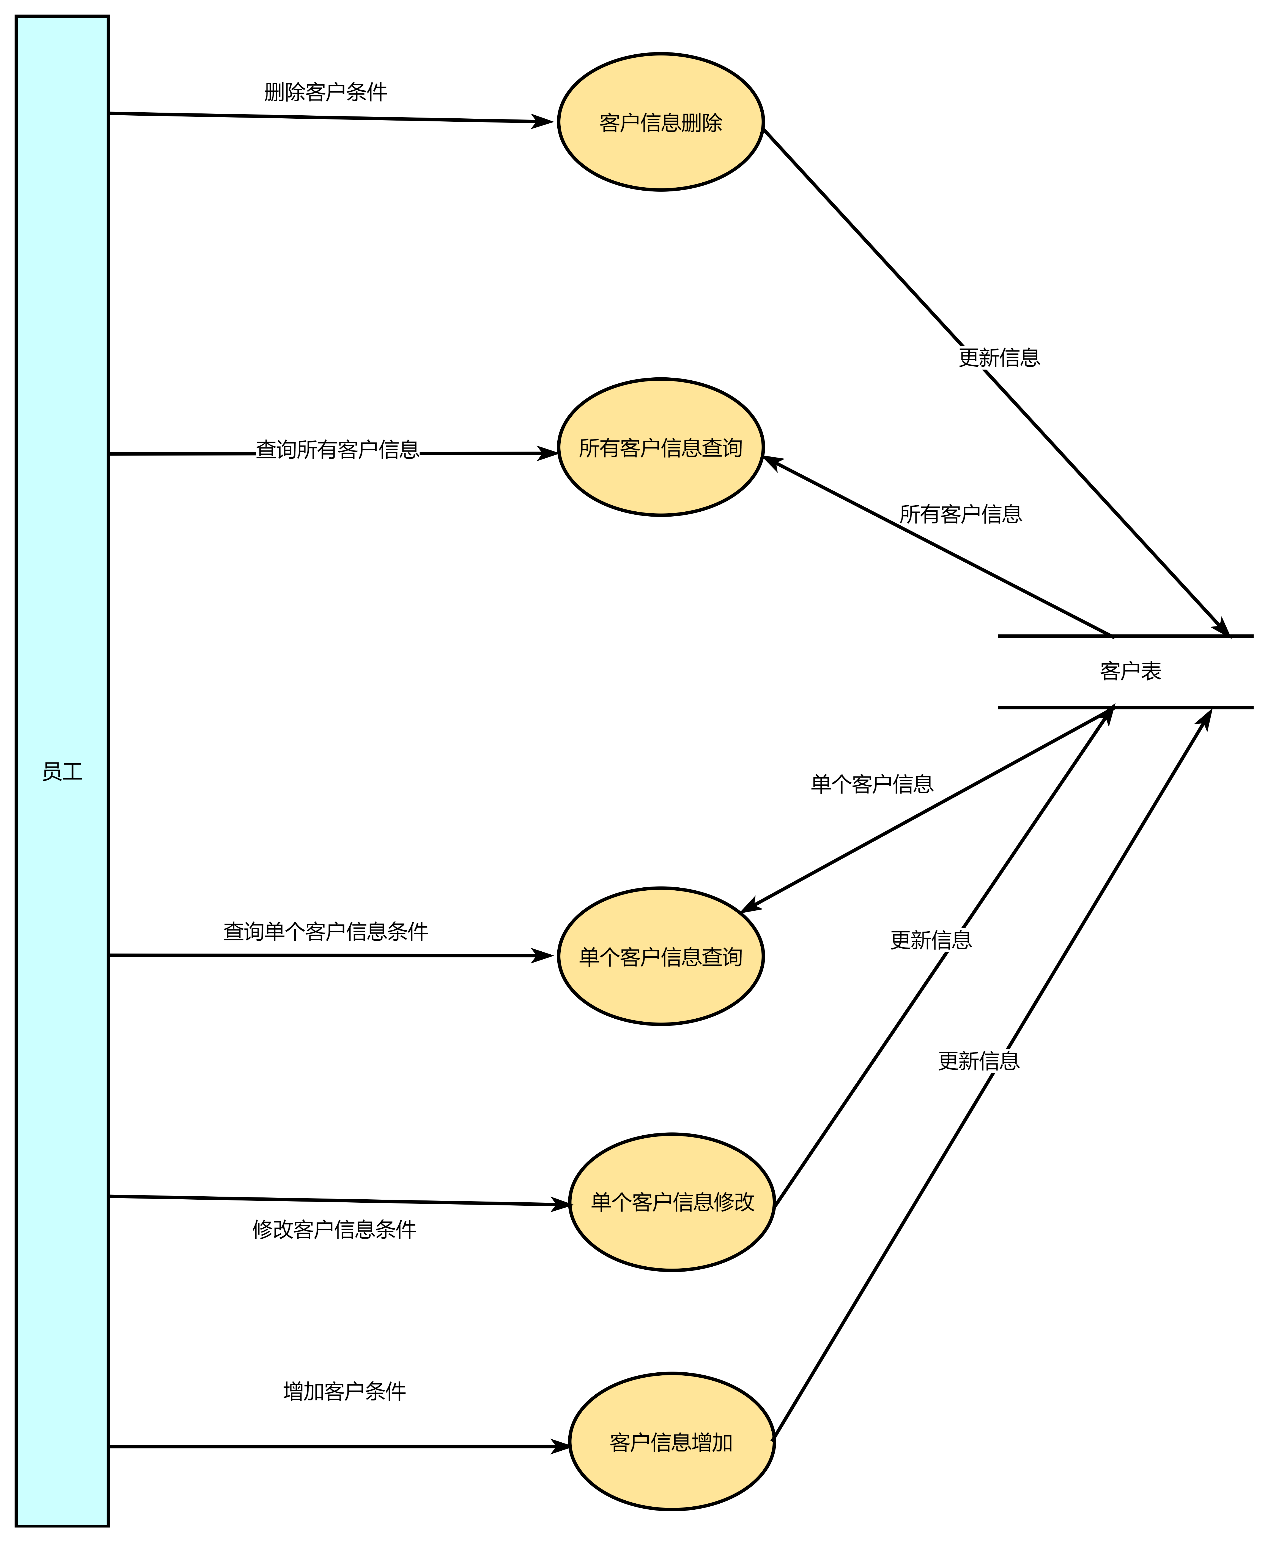 删除客户条件
客户信息删除
更新信息
查询所有客户信息
所有客户信息查询
所有客户信息
客户表
员工
单个客户信息
查询单个客户信息条件
更新信息
单个客户信息查询
更新信息
单个客户信息修改
修改客户信息条件
增加客户条件
客户信息增加